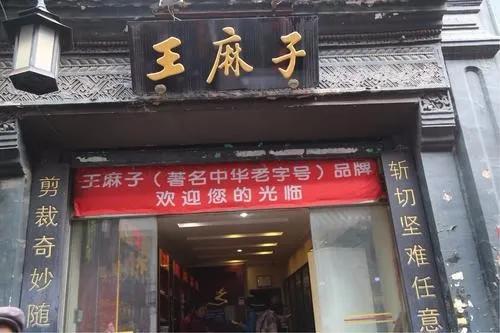 王麻子
王麻子（著名中华老字号）品牌
欢迎您的光临
斩切坚难任意
剪裁奇妙随